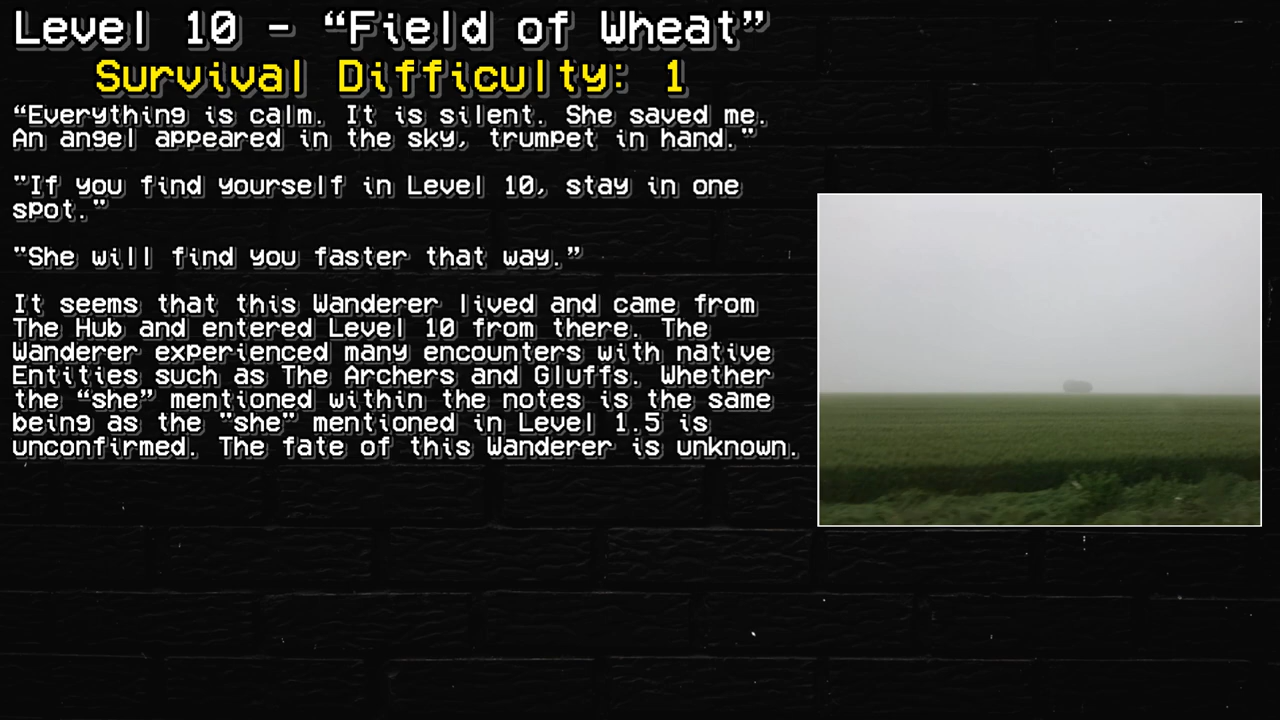 Level 10 - “Field of Wheat”
Survival Difficulty: 1
“Everything is calm. It is silent. She saved me.
An angel appeared in the sky, trumpet in hand.”
"If you find yourself in Level 10, stay in one
spot.”
"She will find you faster that way.”
It seems that this Wanderer lived and came from
The Hub and entered Level 10 from there. The
Wanderer experienced many encounters with native
Entities such as The Archers and Gluffs. Whether
the “she” mentioned within the notes is the same
being as the "she” mentioned in Level 1.5 is
unconfirmed. The fate of this Wanderer is unknown.